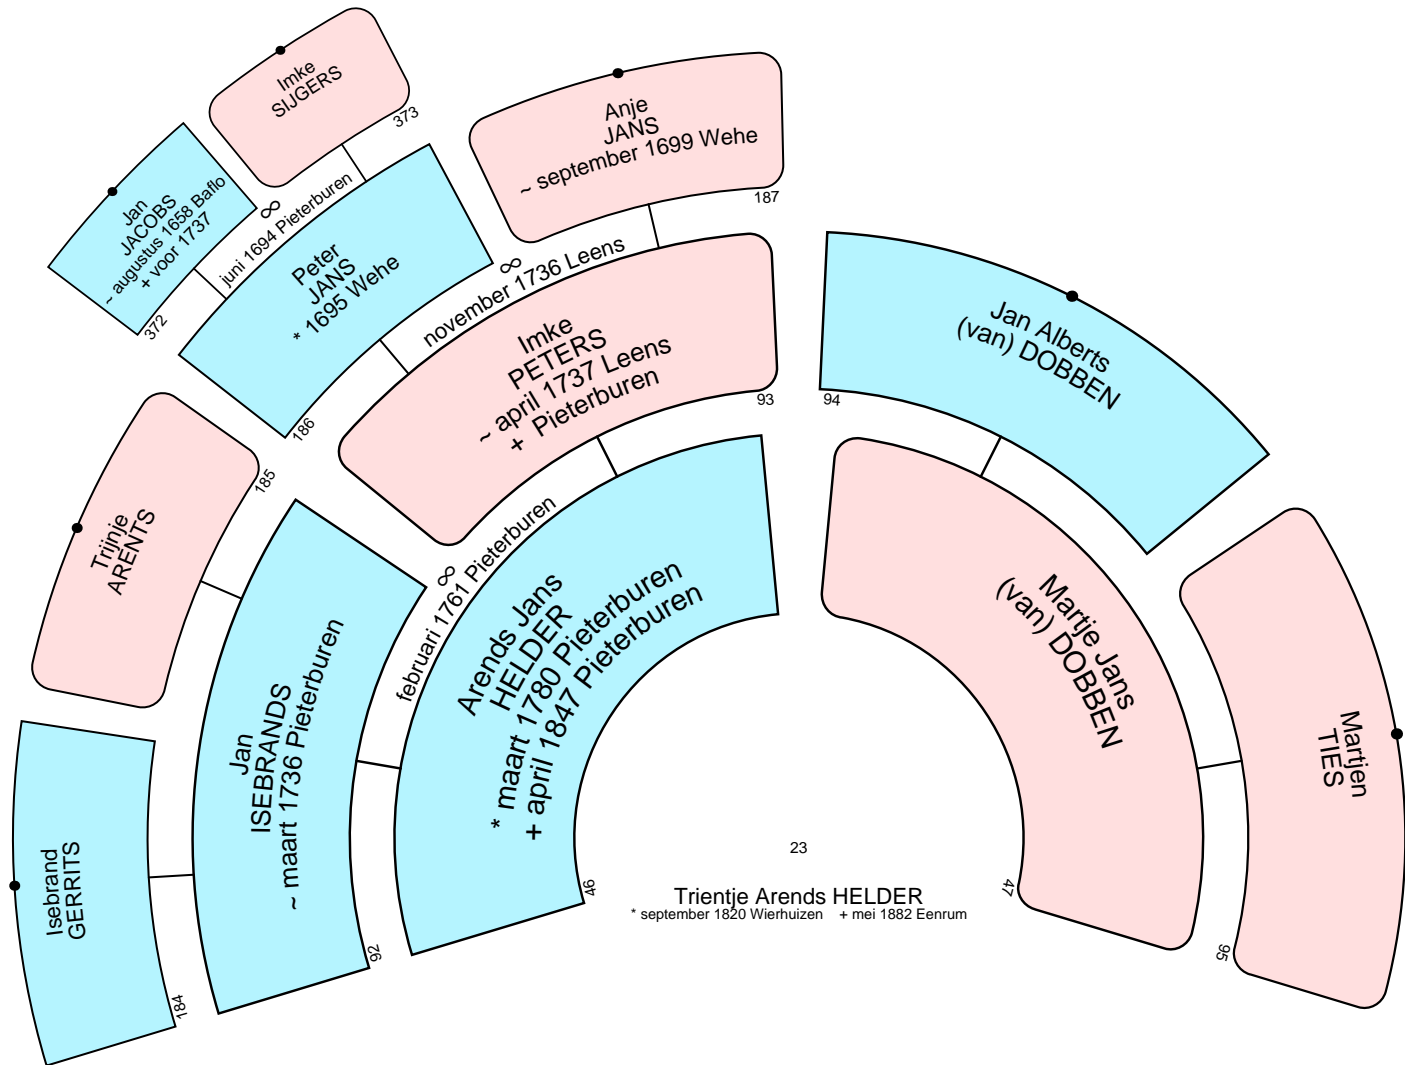 Imke
SIJGERS
373
Jan
JACOBS
~ augustus 1658 Baflo
+ voor 1737
372
∞
juni 1694 Pieterburen
Anje
JANS
~ september 1699 Wehe
187
Peter
JANS
* 1695 Wehe
186
∞
november 1736 Leens
Trijnje
ARENTS
185
Isebrand
GERRITS
184
Imke
PETERS
~ april 1737 Leens
+  Pieterburen
93
Jan
ISEBRANDS
~ maart 1736 Pieterburen
92
∞
februari 1761 Pieterburen
Jan Alberts
(van) DOBBEN
94
Martjen
TIES
95
Arends Jans
HELDER
* maart 1780 Pieterburen
+ april 1847 Pieterburen
46
Martje Jans
(van) DOBBEN
47
23
Trientje Arends HELDER
* september 1820 Wierhuizen    + mei 1882 Eenrum